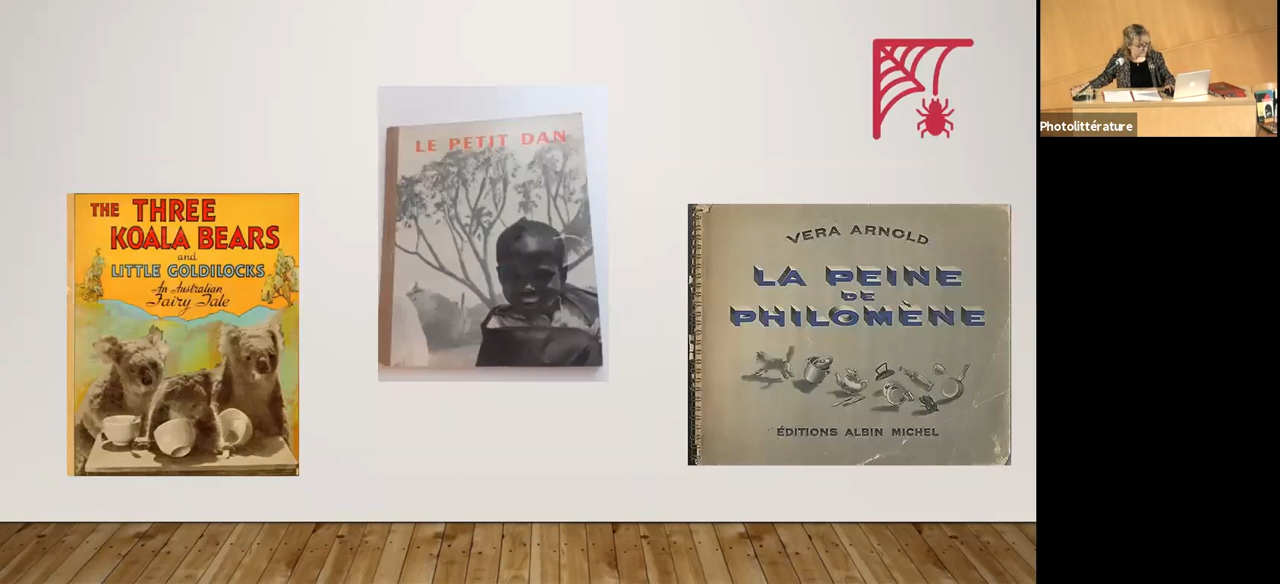 THE THREE
KOALA BEARS
and
LITTLE GOLDILOCKS
An Australian
Fairy Tale
LE PETIT DAN
VERA ARNOLD
LA PEINE
DE
PHILOMÈNE
ÉDITIONS ALBIN MICHEL
Photolittérature